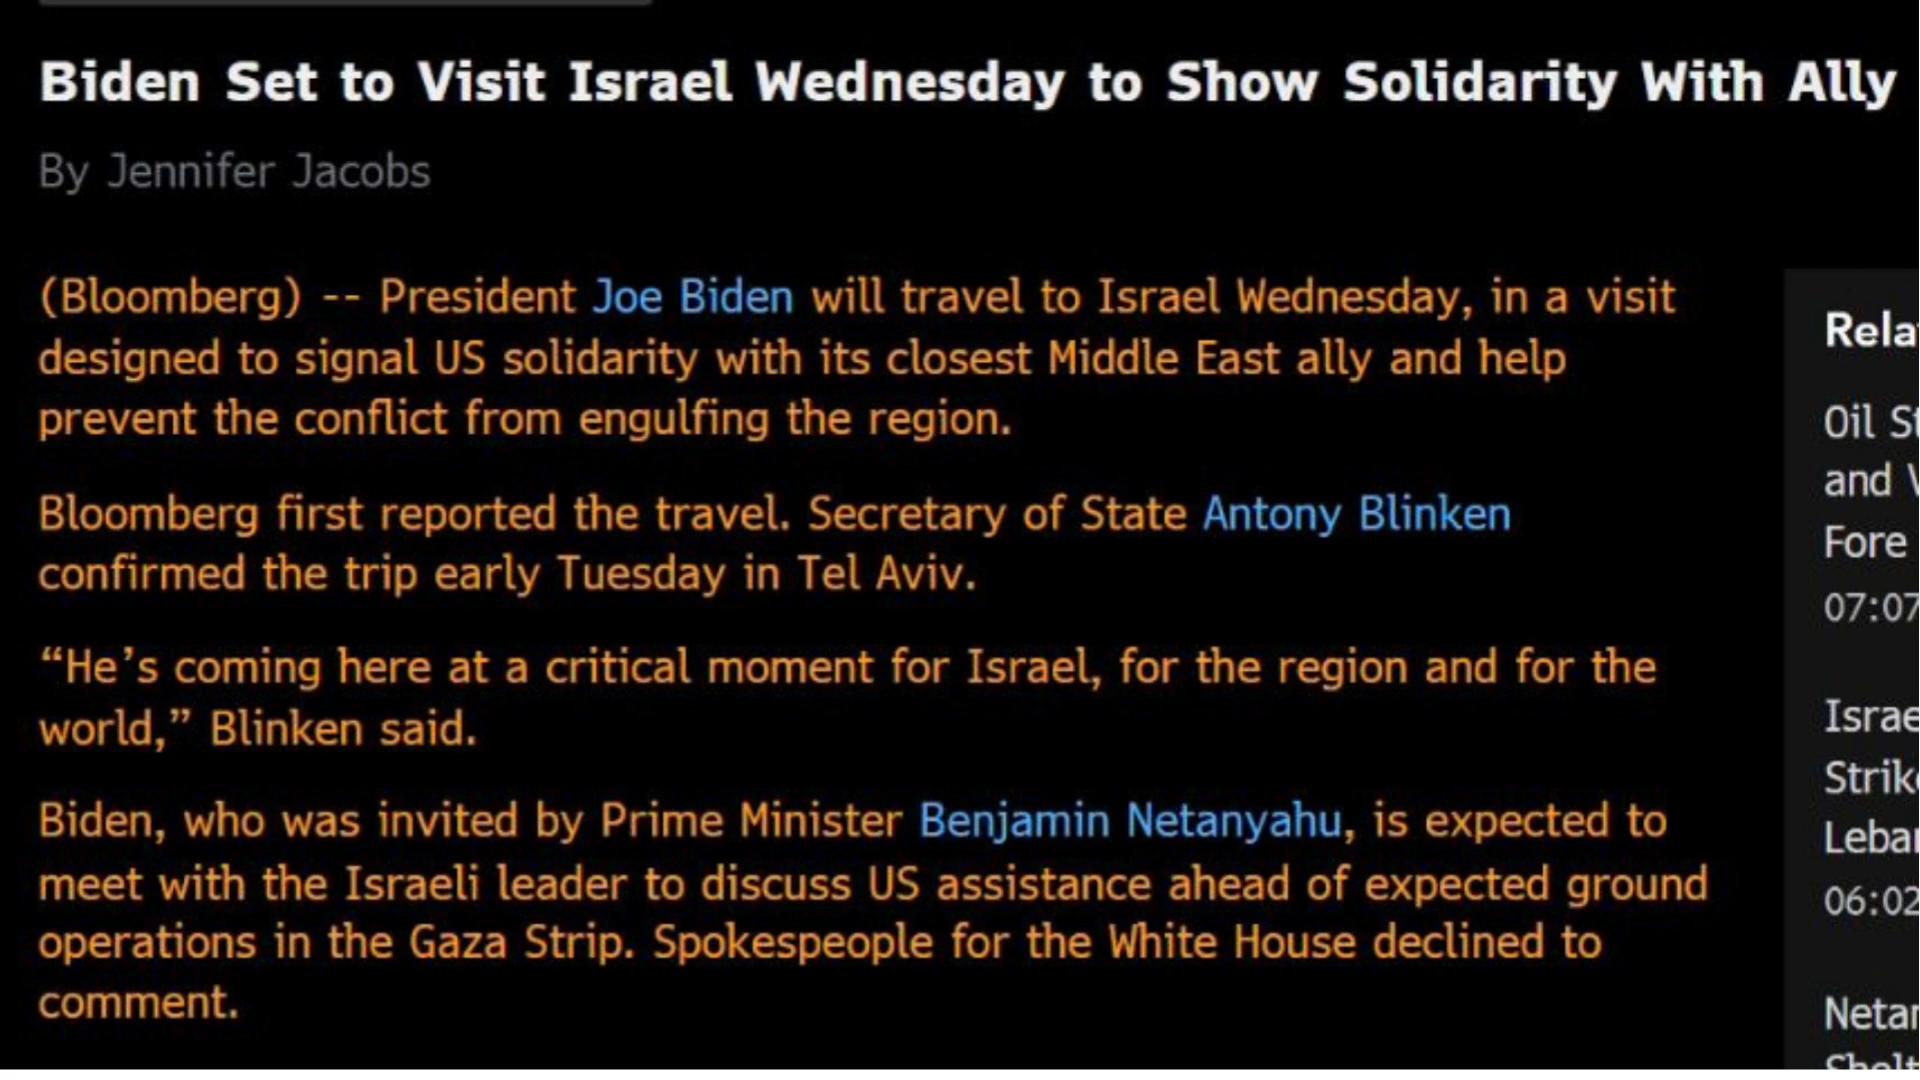 Biden Set to Visit Israel Wednesday to Show Solidarity With Ally
By Jennifer Jacobs
(Bloomberg) -- President Joe Biden will travel to Israel Wednesday, in a visit
designed to signal US solidarity with its closest Middle East ally and help
prevent the conflict from engulfing the region.
Bloomberg first reported the travel. Secretary of State Antony Blinken
confirmed the trip early Tuesday in Tel Aviv.
“He’s coming here at a critical moment for Israel, for the region and for the
world,” Blinken said.
Biden, who was invited by Prime Minister Benjamin Netanyahu, is expected to
meet with the Israeli leader to discuss US assistance ahead of expected ground
operations in the Gaza Strip. Spokespeople for the White House declined to
comment.
Oil
and
Fore
07:07
06:02